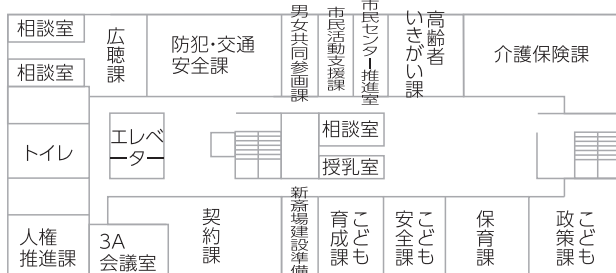 相談室
広聴課
防犯・交通
安全課
男女共同参画課
市民活動支援課
市民センター推進室
高齢者
いきがい課
介護保険課
相談室
トイレ
エレベ
ーター
相談室
授乳室
人権
推進課
3A
会議室
契約課
新斎場建設準備
こども
育成課
こども
安全課
保育課
こども
政策課